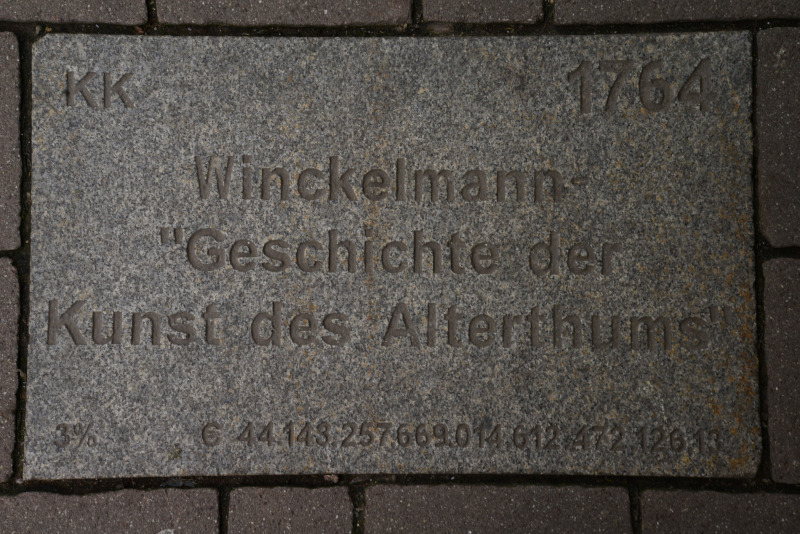 KK 1764
Winckelmann-
"Geschichte der
Kunst des Alterthums"
3% € 44.143.257.669.014.612.472.126,13